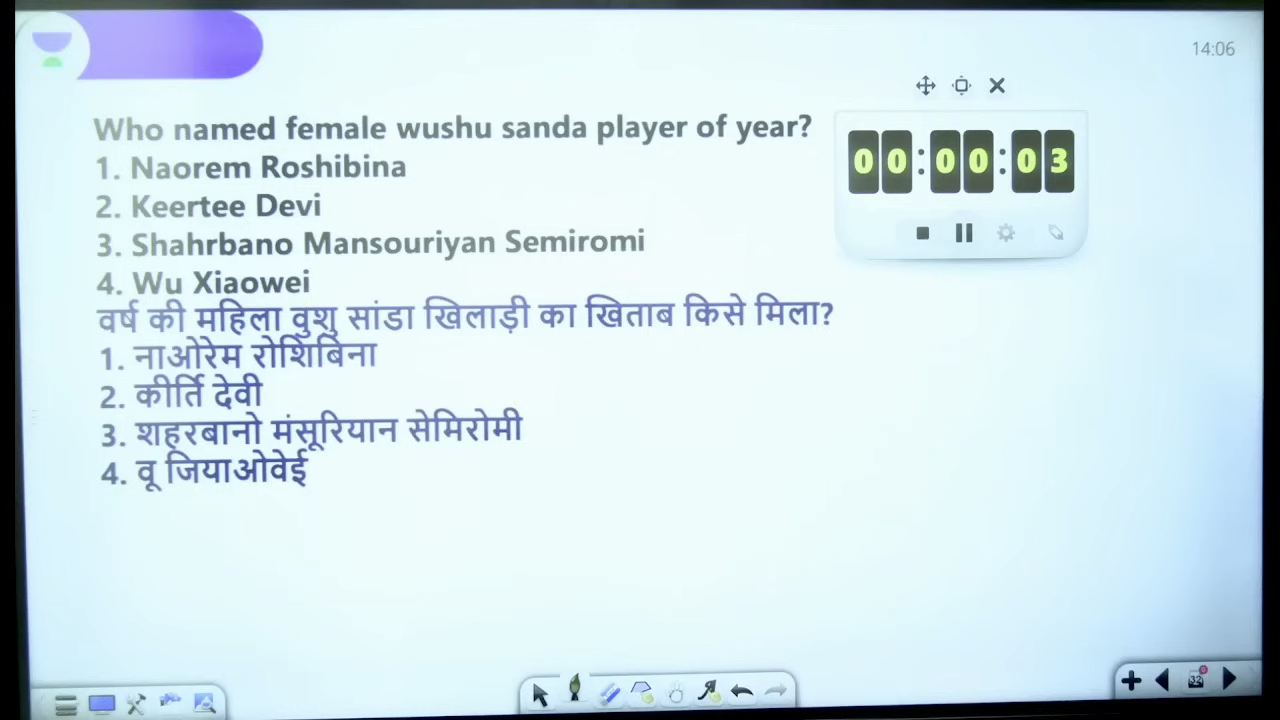 14:06
Who named female wushu sanda player of year?
1. Naorem Roshibina
2. Keertee Devi
3. Shahrbano Mansouriyan Semiromi
4. Wu Xiaowei
00:00:03
वर्ष की महिला वुशु सांडा खिलाड़ी का खिताब किसे मिला?
1. नाओरेम रोशिबिना
2. कीर्ति देवी
3. शहरबानो मंसूरियान सेमिरोमी
4. वू जियाओवेई
32